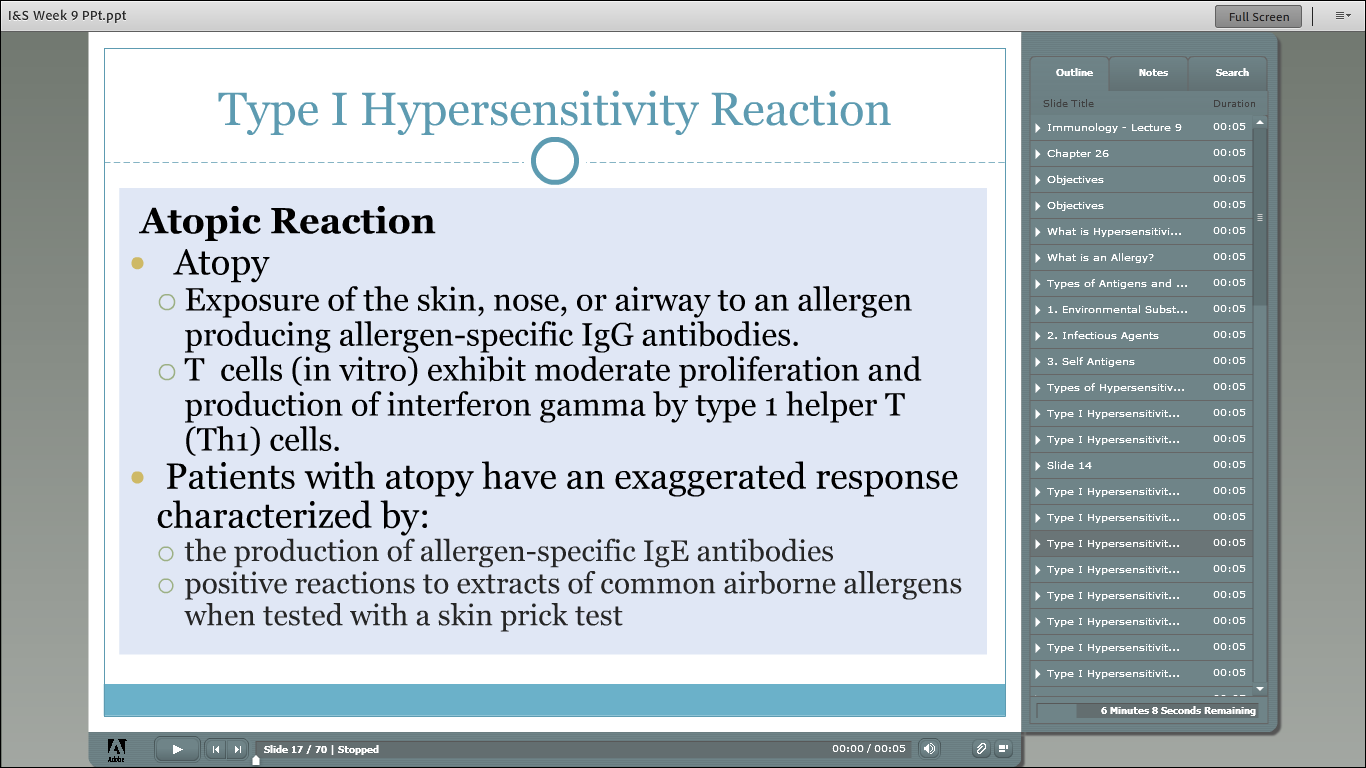 I&S Week 9 PPt.ppt
Full Screen
Type I Hypersensitivity Reaction
Atopic Reaction
Atopy
Exposure of the skin, nose, or airway to an allergen
producing allergen-specific IgG antibodies.
T cells (in vitro) exhibit moderate proliferation and
production of interferon gamma by type 1 helper T
(Th1) cells.
Patients with atopy have an exaggerated response
characterized by:
the production of allergen-specific IgE antibodies
positive reactions to extracts of common airborne allergens
when tested with a skin prick test
Outline Notes Search
Slide Title Duration
Immunology - Lecture 9 00:05
Chapter 26 00:05
Objectives 00:05
Objectives 00:05
What is Hypersensitivi... 00:05
What is an Allergy? 00:05
Types of Antigens and ... 00:05
1. Environmental Subst... 00:05
2. Infectious Agents 00:05
3. Self Antigens 00:05
Types of Hypersensitiv... 00:05
Type I Hypersensitivit... 00:05
Type I Hypersensitivit... 00:05
Slide 14 00:05
Type I Hypersensitivit... 00:05
Type I Hypersensitivit... 00:05
Type I Hypersensitivit... 00:05
Type I Hypersensitivit... 00:05
Type I Hypersensitivit... 00:05
Type I Hypersensitivit... 00:05
Type I Hypersensitivit... 00:05
Type I Hypersensitivit... 00:05
6 Minutes 8 Seconds Remaining
Adobe
Slide 17 / 70 | Stopped 00:00 / 00:05